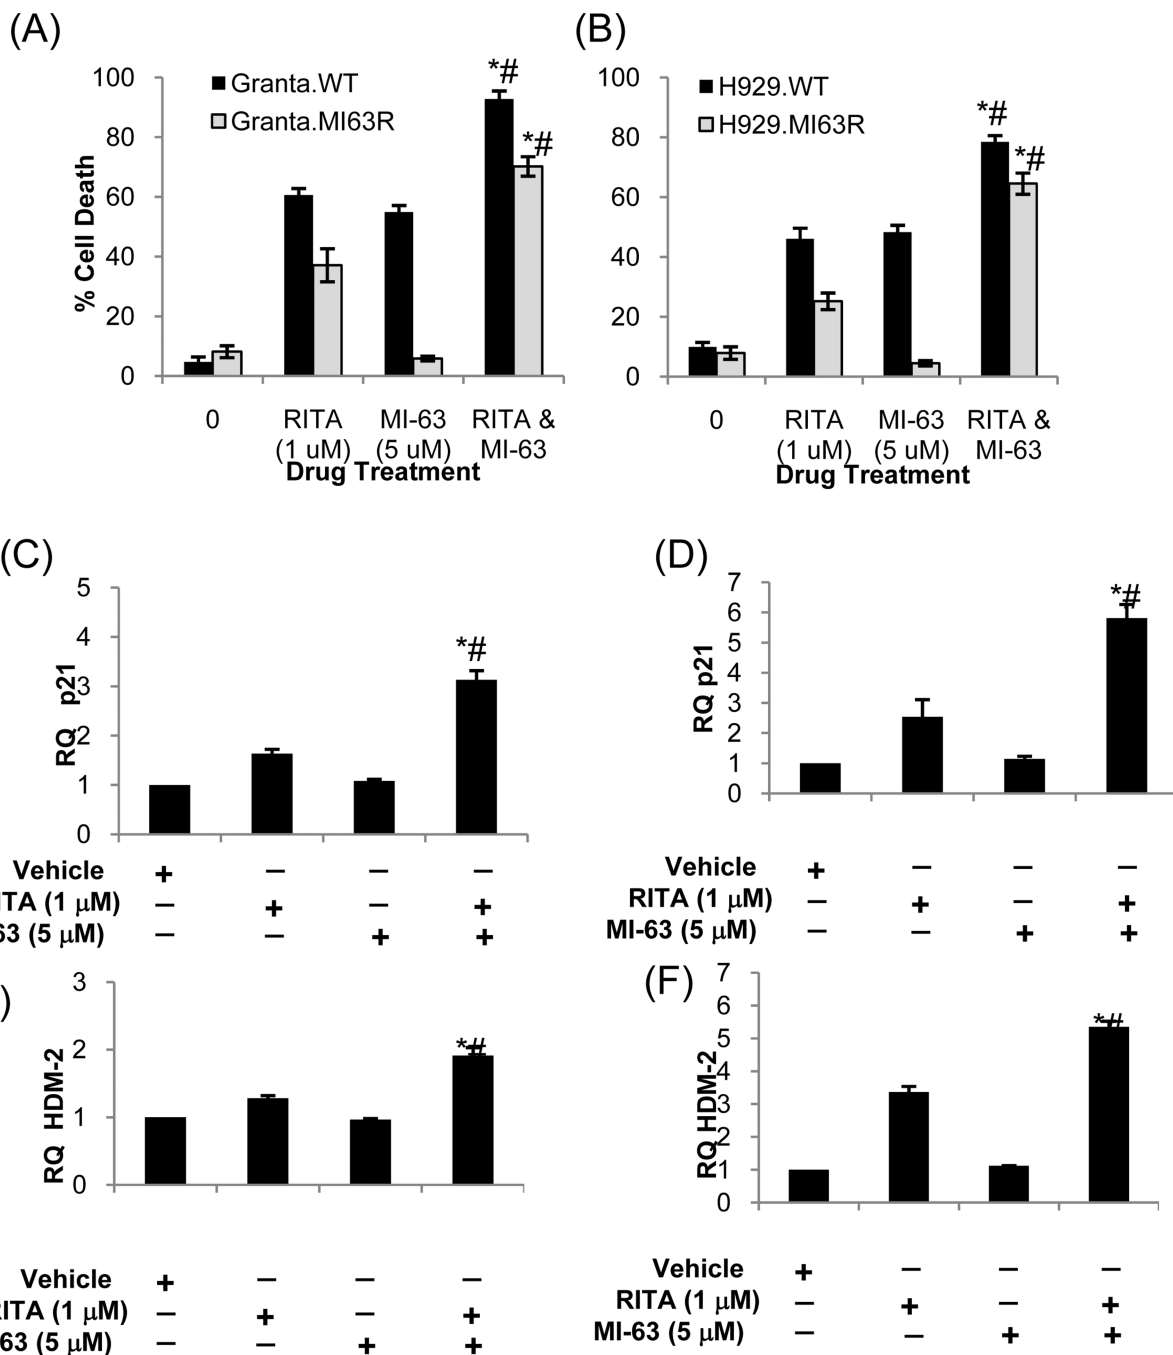 (A)
100
80
60
40
20
0
% Cell Death
Granta.WT
Granta.MI63R
*#
*#
0
RITA
(1 uM)
MI-63
(5 uM)
RITA &
MI-63
Drug Treatment
(B)
100
80
60
40
20
0
H929.WT
H929.MI63R
*#
*#
0
RITA
(1 uM)
MI-63
(5 uM)
RITA &
MI-63
Drug Treatment
(C)
5
4
3
2
1
0
RQ p21
*#
Vehicle + – – –
ITA (1 µM) – + – +
63 (5 µM) – – + +
(D)
7
6
5
4
3
2
1
0
RQ p21
*#
Vehicle + – – –
RITA (1 µM) – + – +
MI-63 (5 µM) – – + +
)
3
2
1
0
RQ HDM-2
*#
Vehicle + – – –
RITA (1 µM) – + – +
63 (5 µM) – – + +
(F)
7
6
5
4
3
2
1
0
RQ HDM-2
*#
Vehicle + – – –
RITA (1 µM) – + – +
MI-63 (5 µM) – – + +